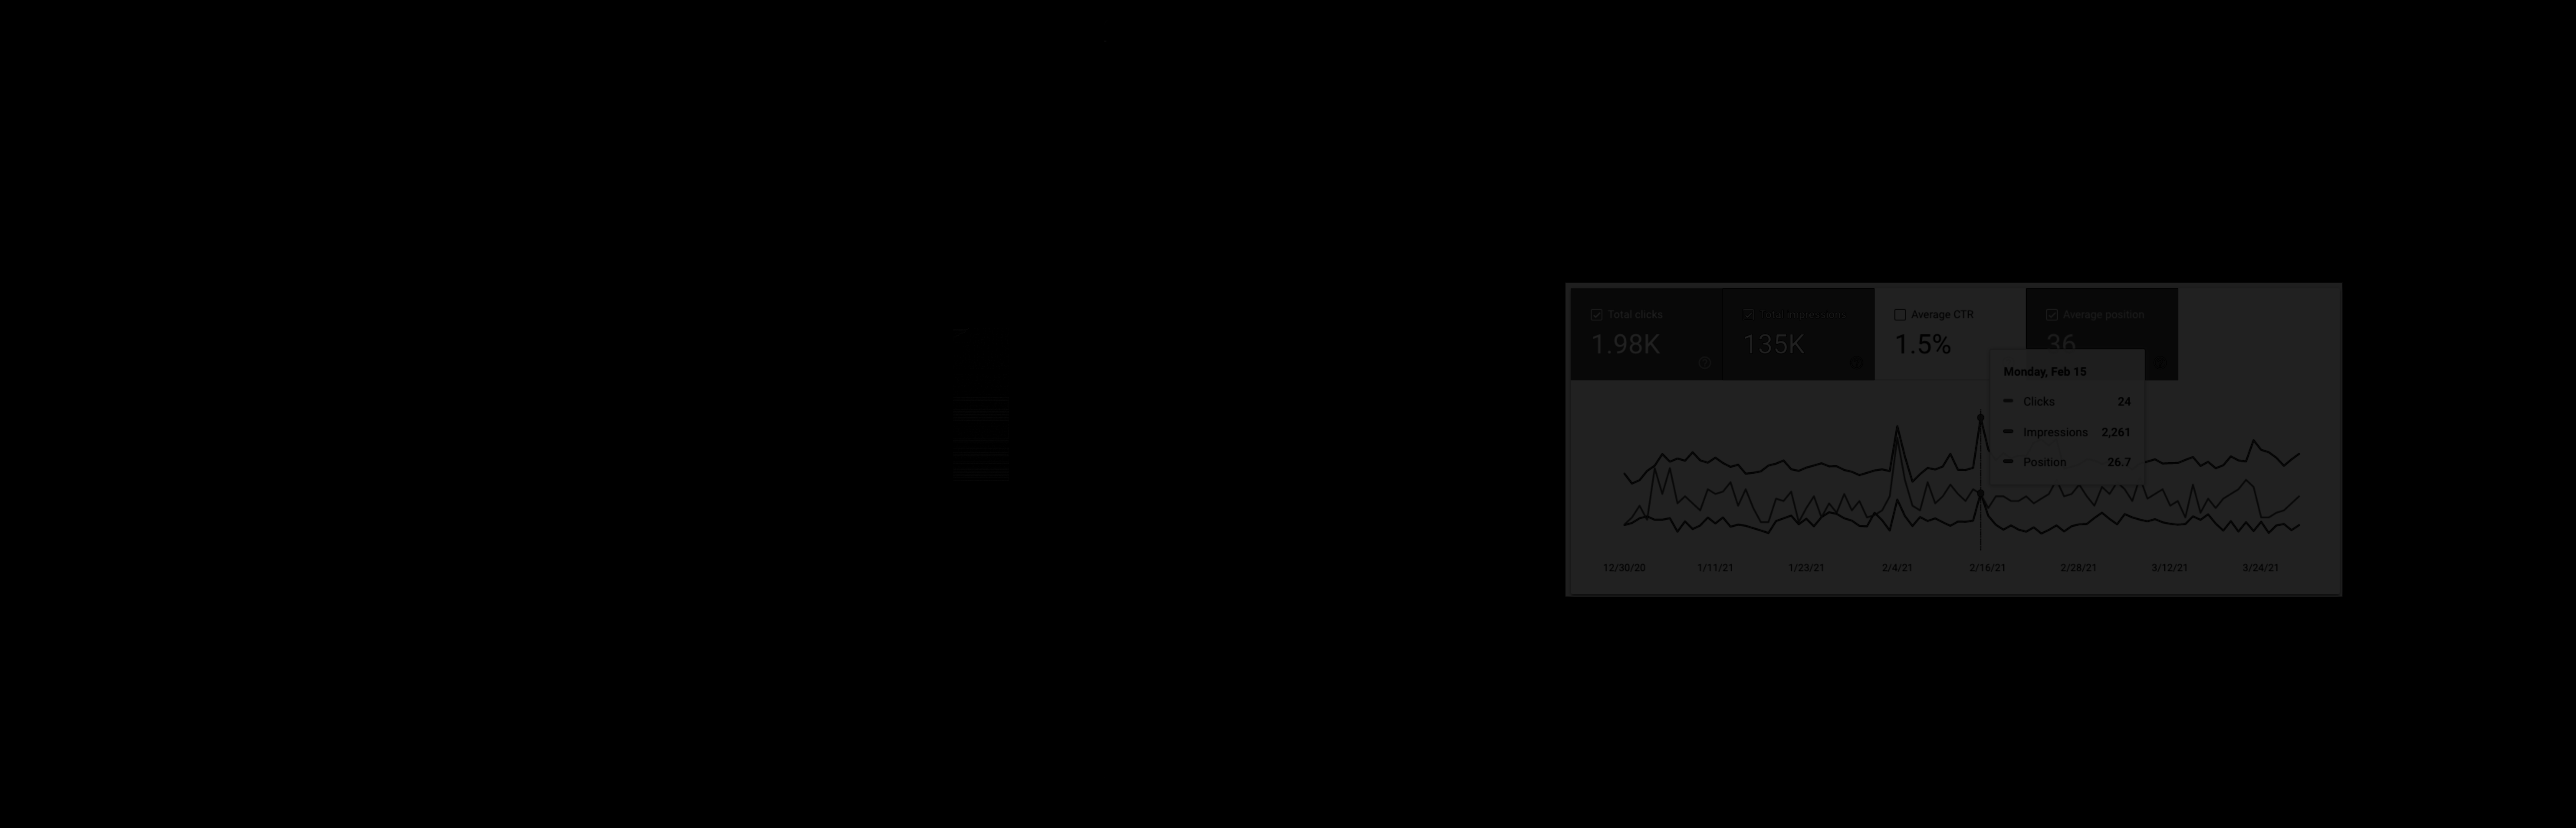 Total clicks
1.98K
Total impressions
135K
Average CTR
1.5%
Average position
36
Monday, Feb 15
Clicks 24
Impressions 2,261
Position 26.7
12/30/20 1/11/21 1/23/21 2/4/21 2/16/21 2/28/21 3/12/21 3/24/21